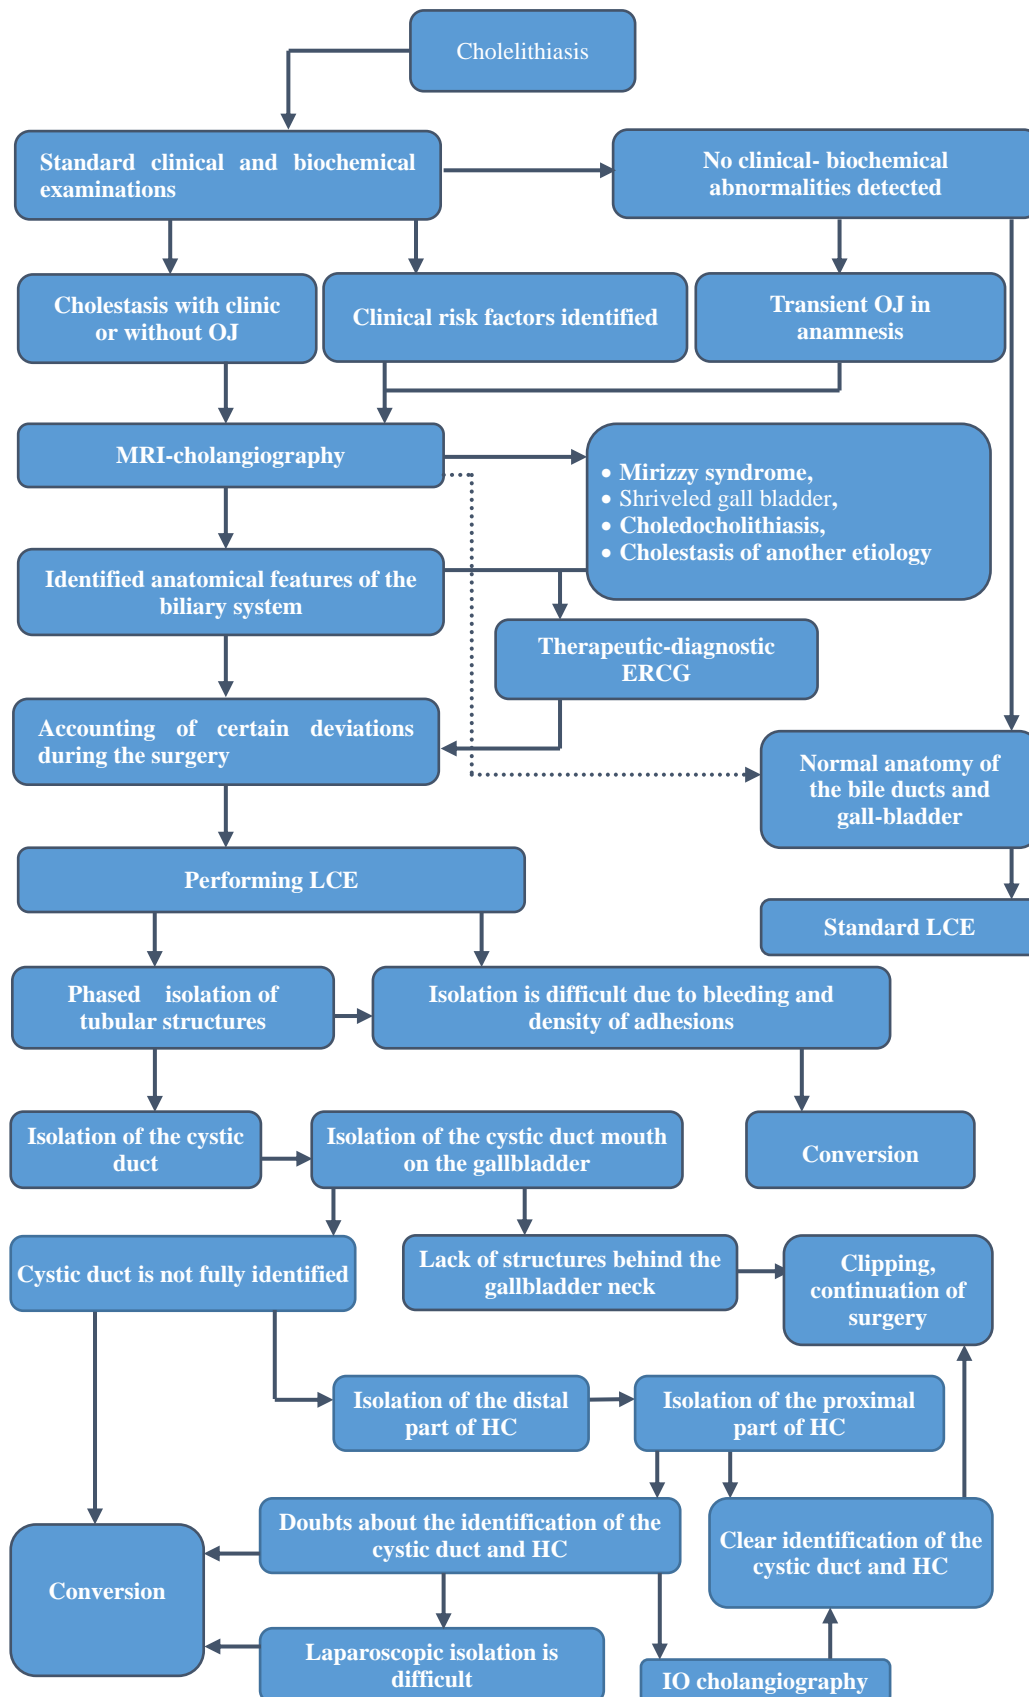 Cholelithiasis
Standard clinical and biochemical
examinations
No clinical- biochemical
abnormalities detected
Cholestasis with clinic
or without OJ
Clinical risk factors identified
Transient OJ in
anamnesis
MRI-cholangiography
• Mirizzy syndrome,
• Shriveled gall bladder,
• Choledocholithiasis,
• Cholestasis of another etiology
Identified anatomical features of the
biliary system
Therapeutic-diagnostic
ERCG
Accounting of certain deviations
during the surgery
Normal anatomy of
the bile ducts and
gall-bladder
Performing LCE
Standard LCE
Phased isolation of
tubular structures
Isolation is difficult due to bleeding and
density of adhesions
Isolation of the cystic
duct
Isolation of the cystic duct mouth
on the gallbladder
Conversion
Cystic duct is not fully identified
Lack of structures behind the
gallbladder neck
Clipping,
continuation of
surgery
Isolation of the distal
part of HC
Isolation of the proximal
part of HC
Doubts about the identification of the
cystic duct and HC
Clear identification of the
cystic duct and HC
Conversion
Laparoscopic isolation is
difficult
IO cholangiography